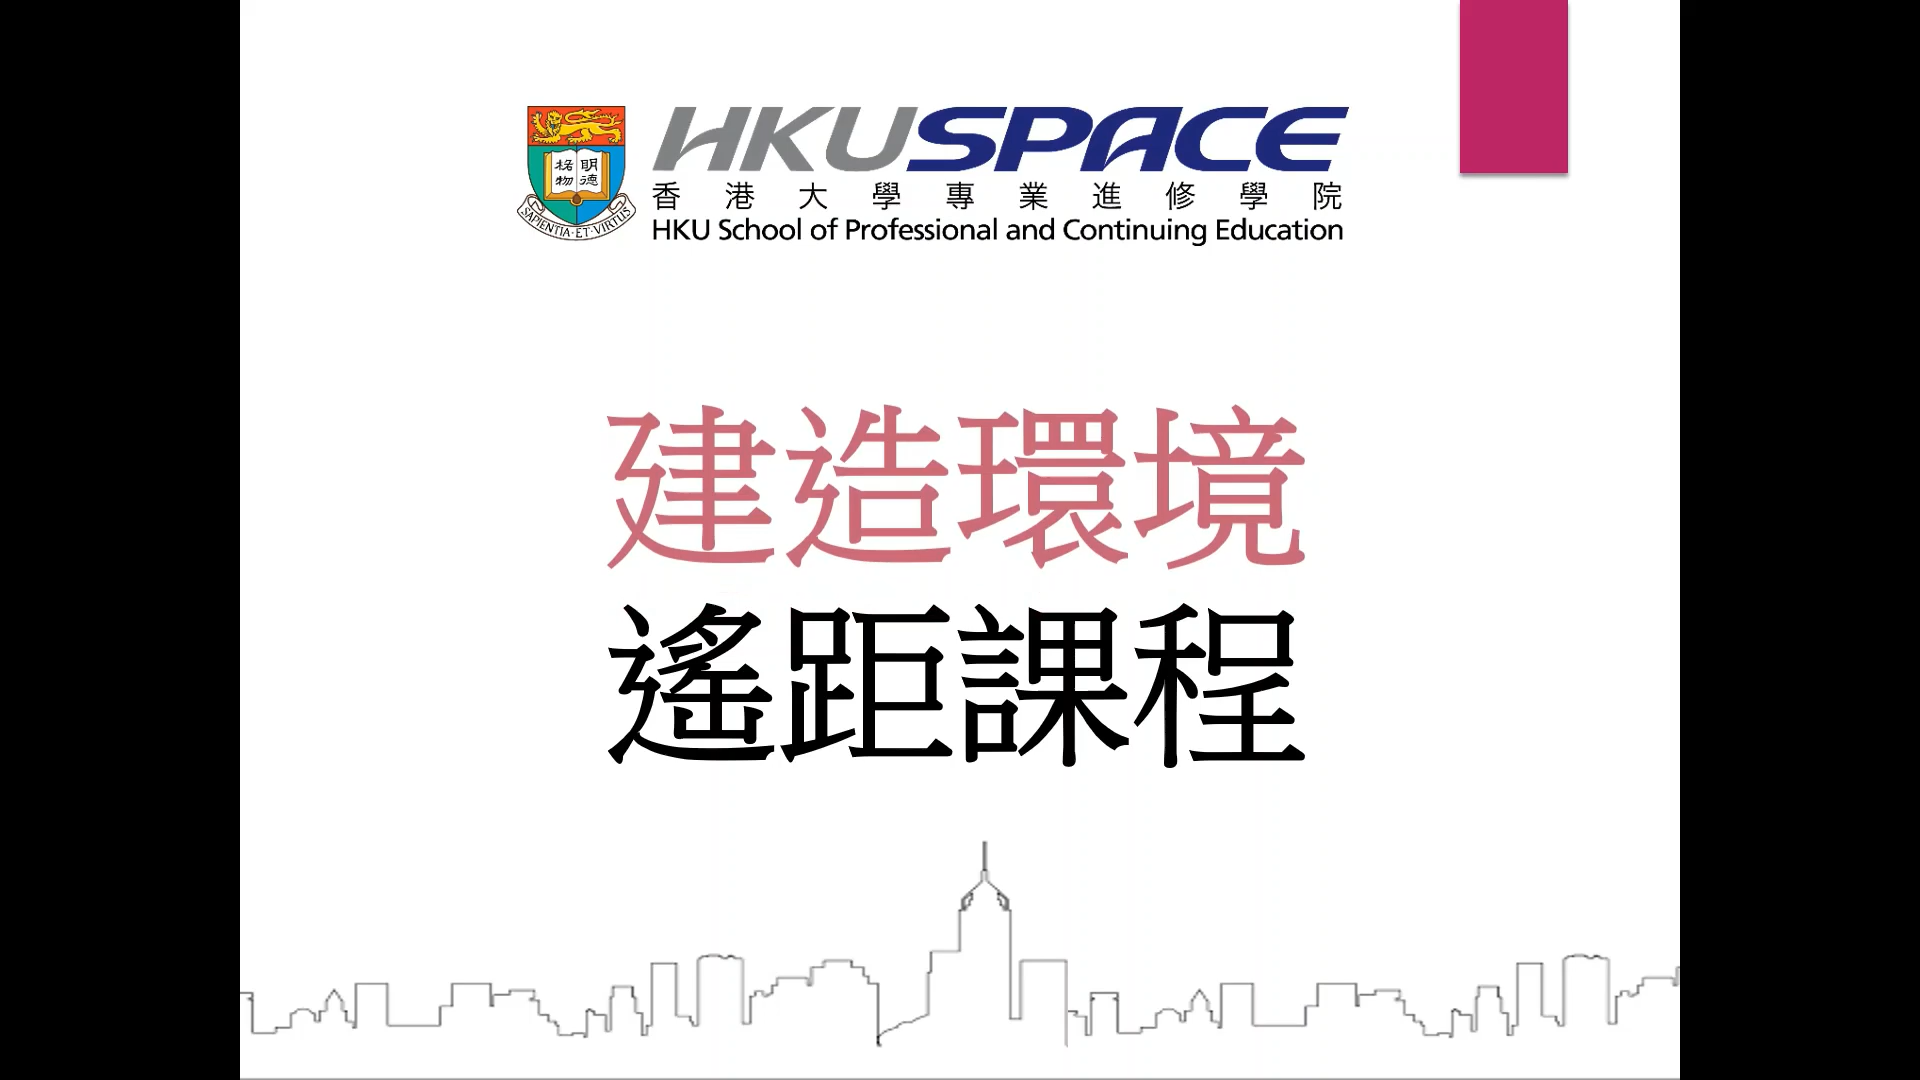 HKUSPACE
香港大學專業進修學院
HKU School of Professional and Continuing Education
明德
格物
SAPIENTIA·ET·VIRTUS
建造環境
遙距課程